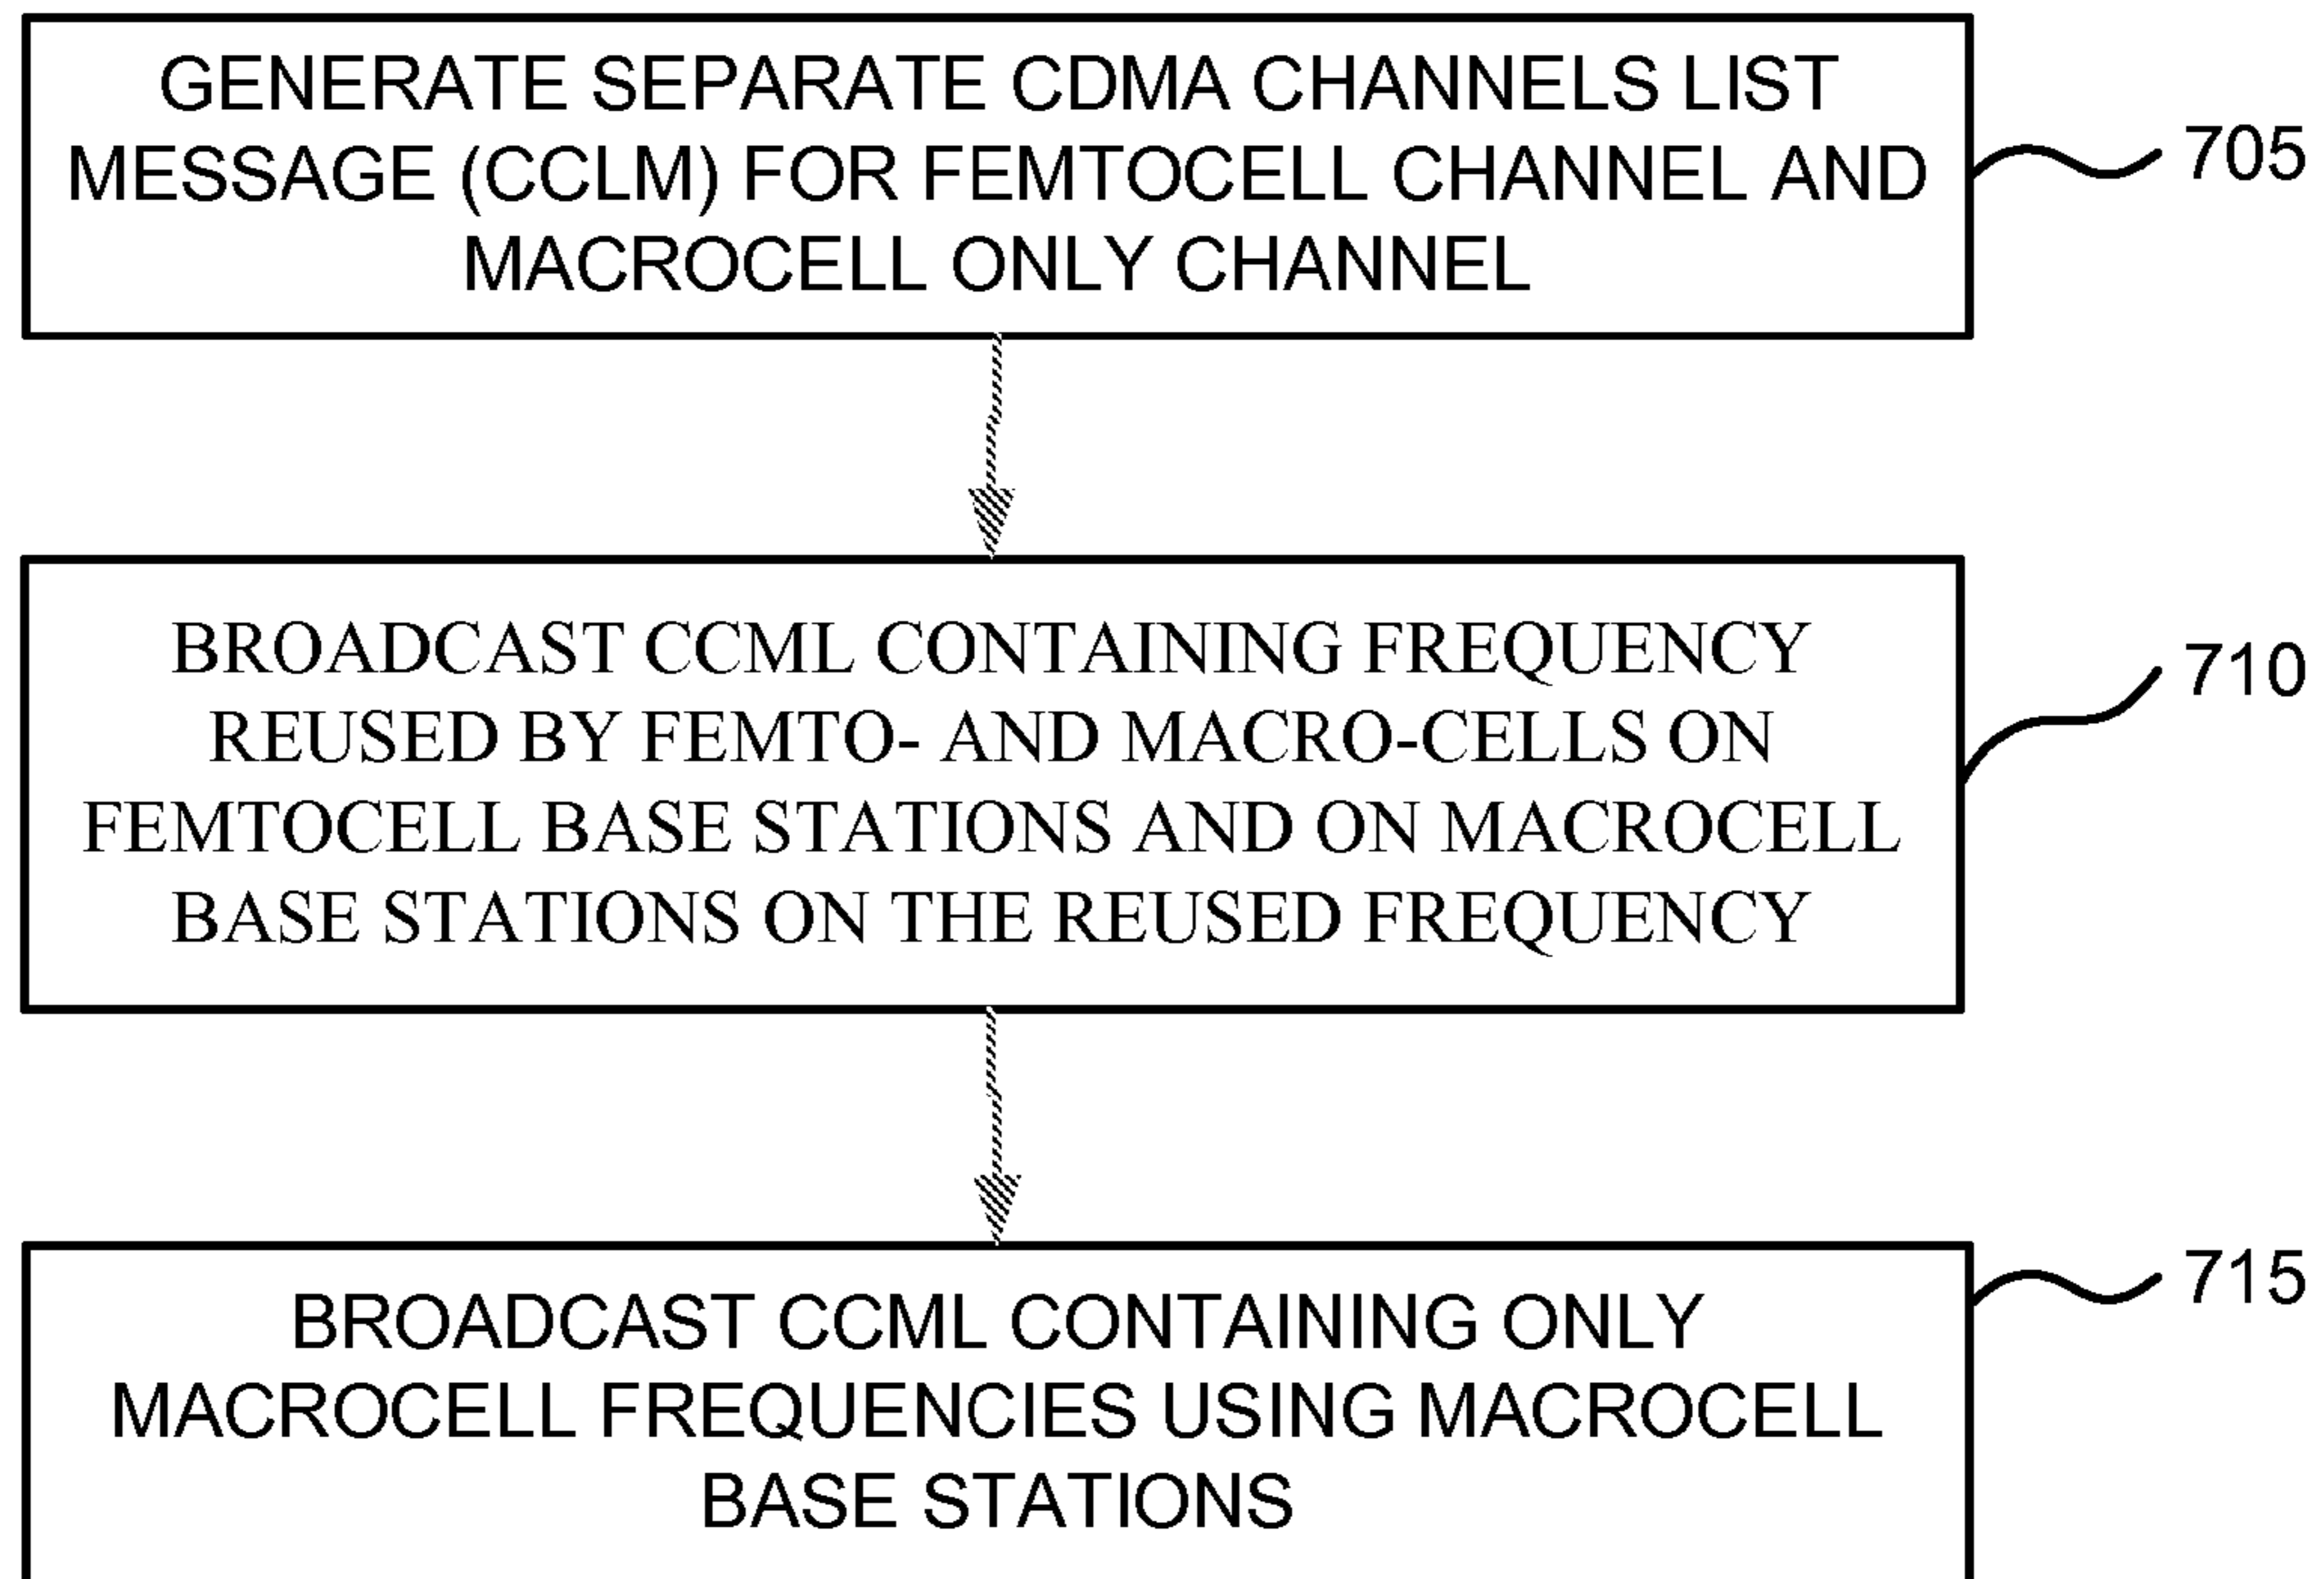 GENERATE SEPARATE CDMA CHANNELS LIST
MESSAGE (CCLM) FOR FEMTOCELL CHANNEL AND
MACROCELL ONLY CHANNEL
705
BROADCAST CCML CONTAINING FREQUENCY
REUSED BY FEMTO- AND MACRO-CELLS ON
FEMTOCELL BASE STATIONS AND ON MACROCELL
BASE STATIONS ON THE REUSED FREQUENCY
710
BROADCAST CCML CONTAINING ONLY
MACROCELL FREQUENCIES USING MACROCELL
BASE STATIONS
715